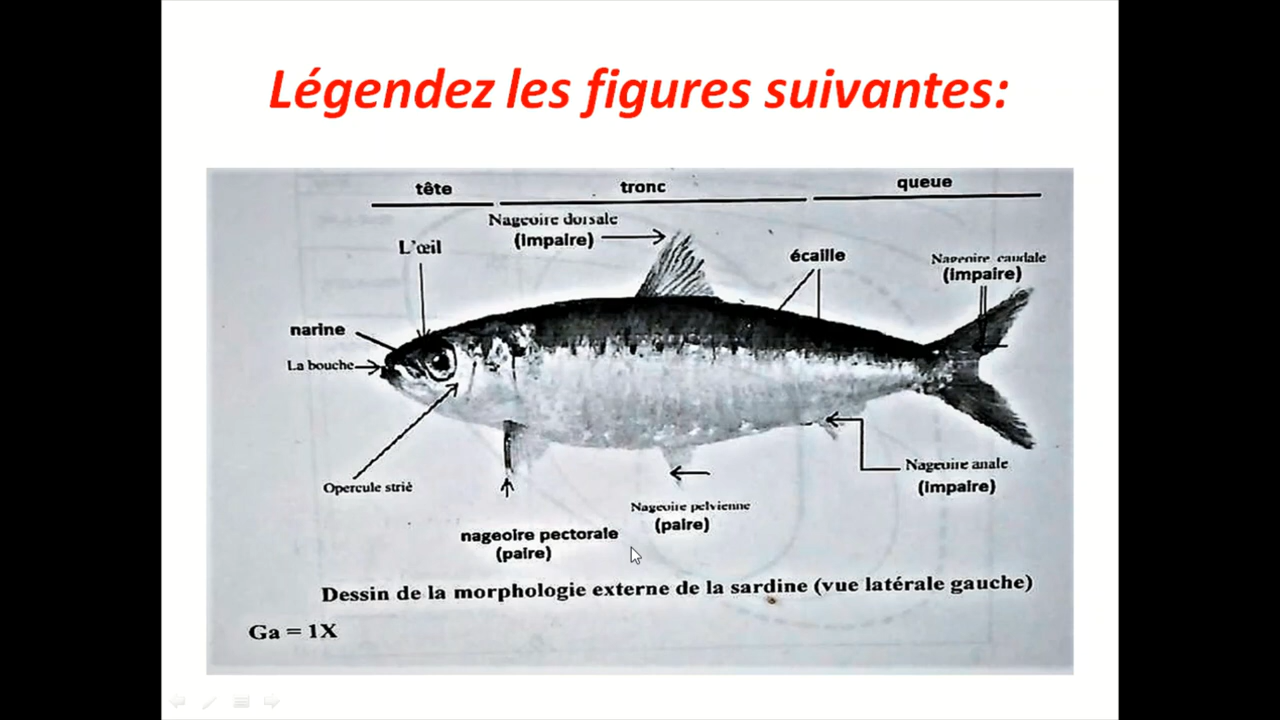 Légendez les figures suivantes:
tête
tronc
queue
Nageoire dorsale
(impaire)
L'œil
écaille
Nageoire caudale
(impaire)
narine
La bouche
Opercule strié
Nageoire anale
(impaire)
Nageoire pelvienne
(paire)
nageoire pectorale
(paire)
Dessin de la morphologie externe de la sardine (vue latérale gauche)
Ga = 1X